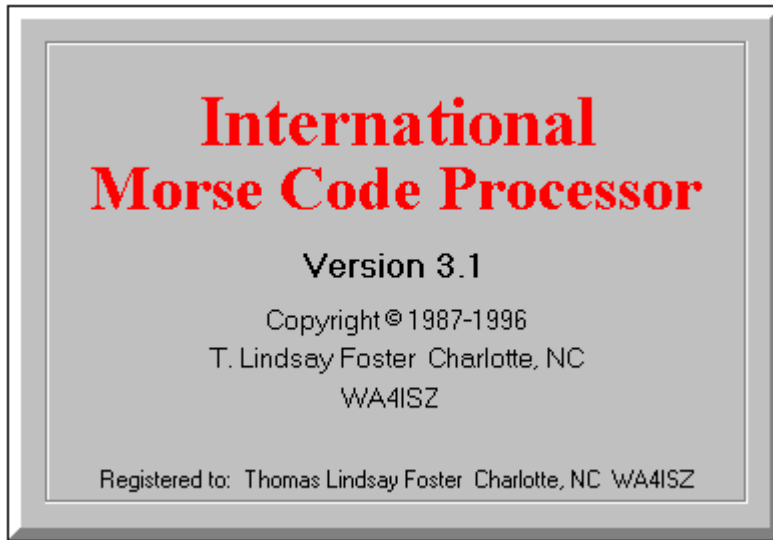 International
Morse Code Processor
Version 3.1
Copyright © 1987-1996
T. Lindsay Foster Charlotte, NC
WA4ISZ
Registered to: Thomas Lindsay Foster Charlotte, NC WA4ISZ